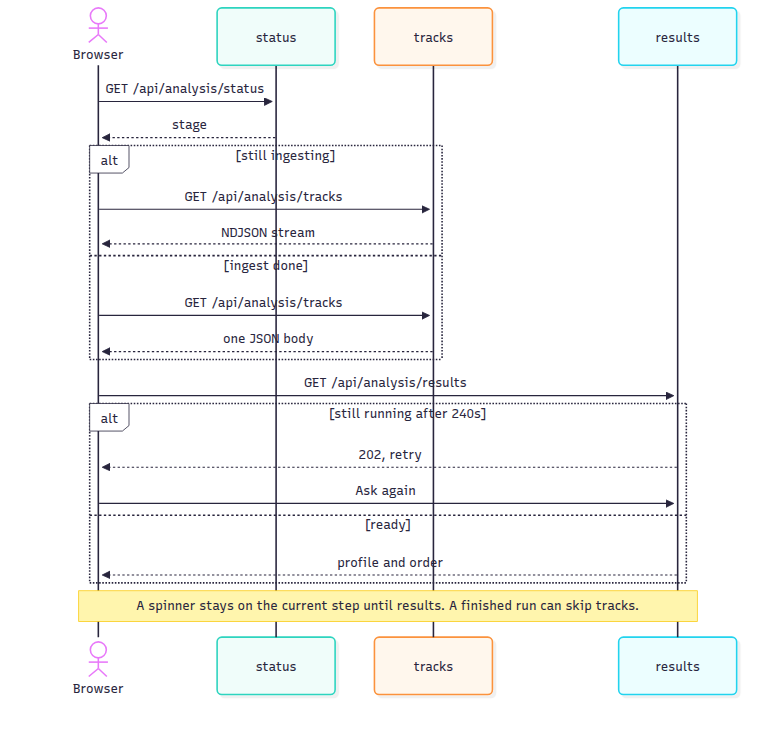 Browser
status
tracks
results
GET /api/analysis/status
stage
alt
[still ingesting]
GET /api/analysis/tracks
NDJSON stream
[ingest done]
GET /api/analysis/tracks
one JSON body
GET /api/analysis/results
alt
[still running after 240s]
202, retry
Ask again
[ready]
profile and order
A spinner stays on the current step until results. A finished run can skip tracks.
Browser
status
tracks
results